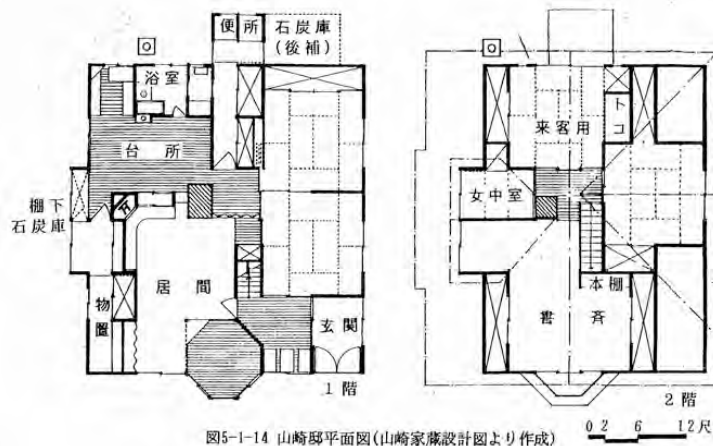 便所
石炭庫
(後補)
浴室
台所
棚下
石炭庫
居間
物置
玄関
1階
来客用
トコ
女中室
本棚
書斉
2階
0 2 6 12尺
図5-1-14 山崎邸平面図(山崎家蔵設計図より作成)